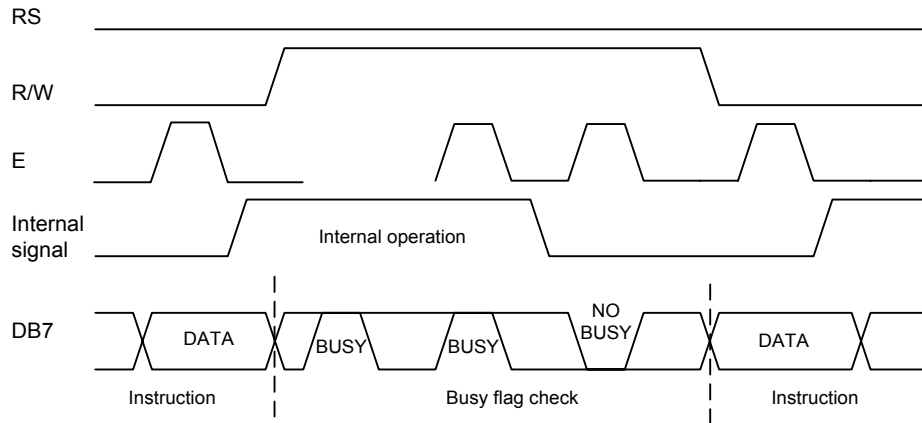 RS
R/W
E
Internal
signal
Internal operation
DB7
DATA
BUSY
BUSY
NO
BUSY
DATA
Instruction
Busy flag check
Instruction